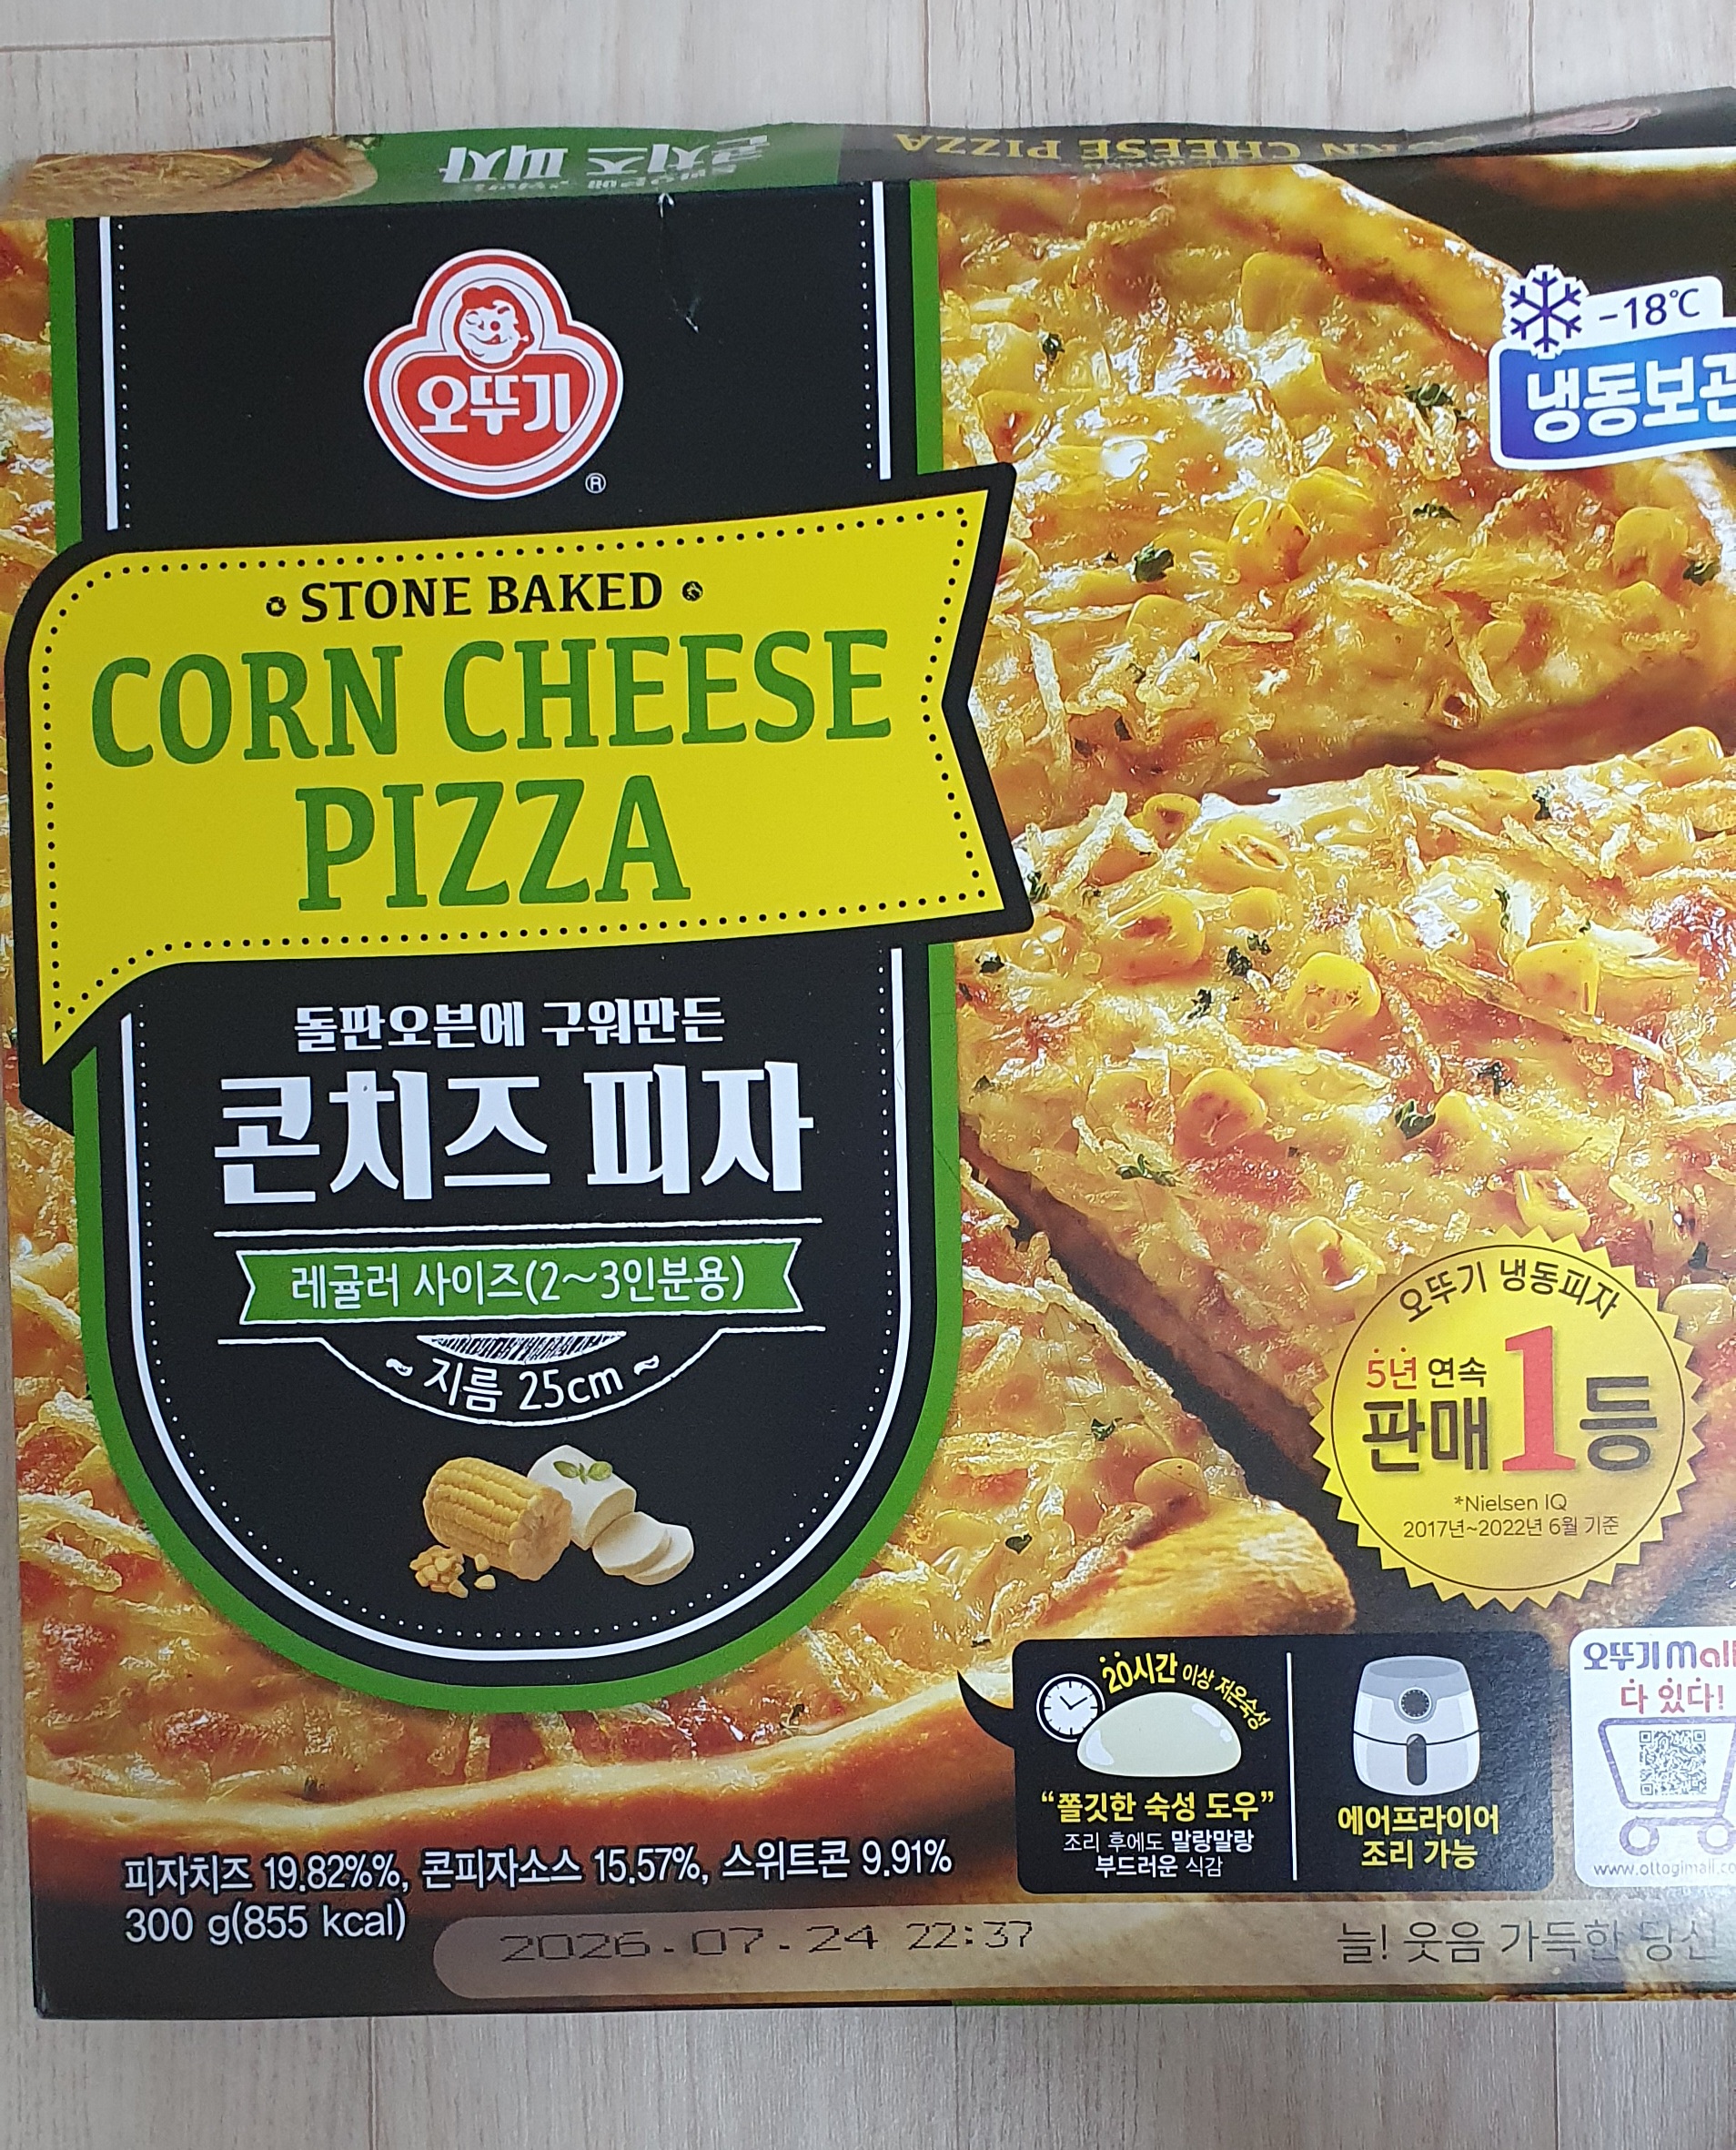 콘치즈 피자
CORN CHEESE PIZZA
오뚜기
®
-18℃
냉동보관
STONE BAKED
CORN CHEESE
PIZZA
돌판오븐에 구워만든
콘치즈 피자
레귤러 사이즈(2~3인분용)
~ 지름 25cm ~
오뚜기 냉동피자
5년 연속
판매 1등
*Nielsen IQ
2017년~2022년 6월 기준
20시간 이상 저온숙성
“쫄깃한 숙성 도우”
조리 후에도 말랑말랑
부드러운 식감
에어프라이어
조리 가능
오뚜기 mall
다 있다!
www.ottogimall.co
피자치즈 19.82%%, 콘피자소스 15.57%, 스위트콘 9.91%
300 g(855 kcal)
2026.07.24 22:37
늘! 웃음 가득한 당신